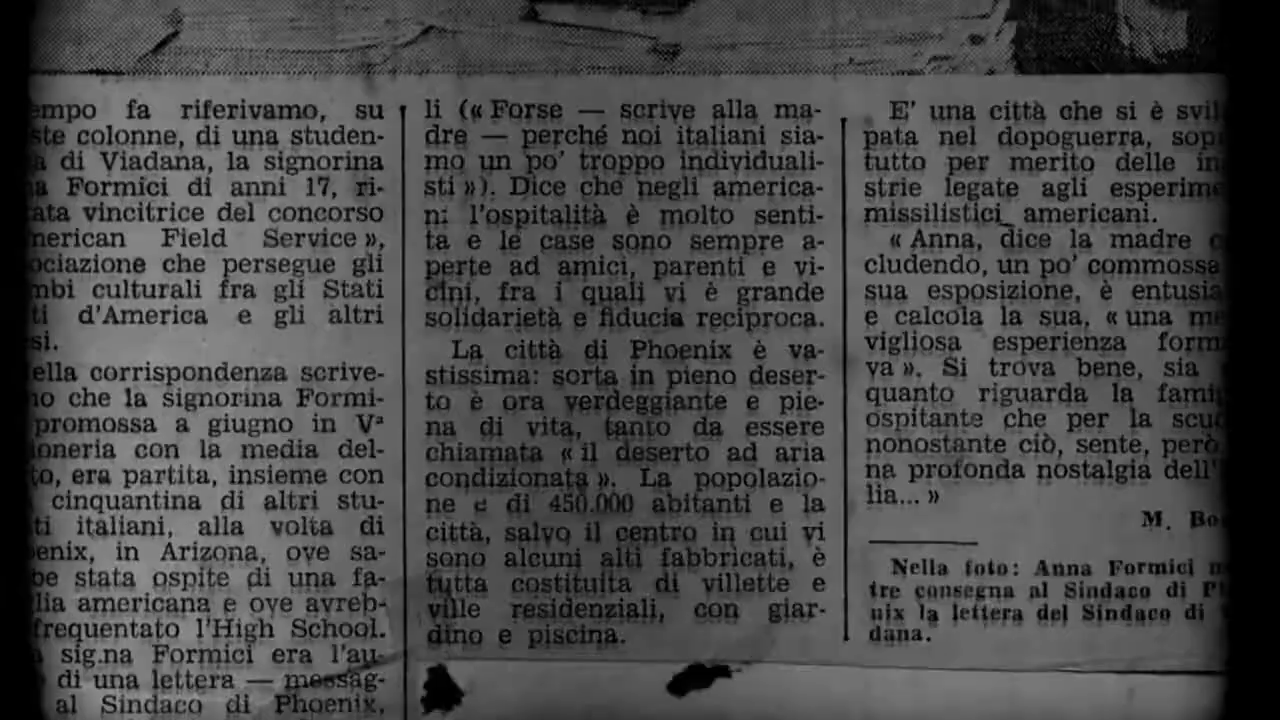 empo fa riferivamo, su
ste colonne, di una studen-
a di Viadana, la signorina
a Formici di anni 17, ri-
ata vincitrice del concorso
merican Field Service »,
ociazione che persegue gli
mbi culturali fra gli Stati
ti d'America e gli altri
si.
ella corrispondenza scrive-
o che la signorina Formi-
promossa a giugno in Vª
ioneria con la media del-
to, era partita, insieme con
cinquantina di altri stu-
ti italiani, alla volta di
enix, in Arizona, ove sa-
be stata ospite di una fa-
lia americana e ove avreb-
frequentato l'High School.
a sig.na Formici era l'au-
di una lettera — messag-
al Sindaco di Phoenix,
li (« Forse — scrive alla ma-
dre — perché noi italiani sia-
mo un po' troppo individuali-
sti »). Dice che negli america-
ni l'ospitalità è molto senti-
ta e le case sono sempre a-
perte ad amici, parenti e vi-
cini, fra i quali vi è grande
solidarietà e fiducia reciproca.
La città di Phoenix è va-
stissima: sorta in pieno deser-
to è ora verdeggiante e pie-
na di vita, tanto da essere
chiamata « il deserto ad aria
condizionata ». La popolazio-
ne e di 450.000 abitanti e la
città, salvo il centro in cui vi
sono alcuni alti fabbricati, è
tutta costituita di villette e
ville residenziali, con giar-
dino e piscina.
E' una città che si è svil
pata nel dopoguerra, sop
tutto per merito delle in
strie legate agli esperime
missilistici americani.
« Anna, dice la madre c
cludendo, un po' commossa
sua esposizione, è entusia
e calcola la sua, « una me
vigliosa esperienza form
va ». Si trova bene, sia
quanto riguarda la fami
ospitante che per la scu
nonostante ciò, sente, però
na profonda nostalgia dell'
lia... »
M. Bo
Nella foto: Anna Formici m
tre consegna al Sindaco di P
nix la lettera del Sindaco di
dana.